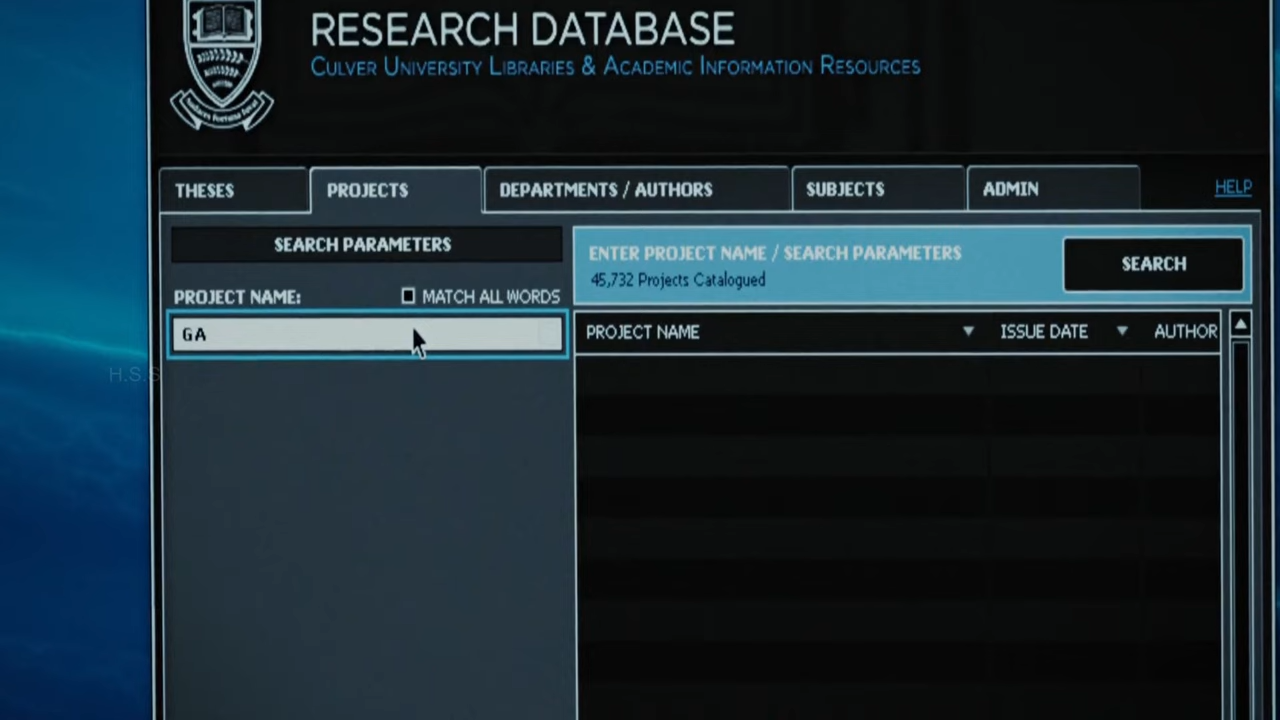 RESEARCH DATABASE
CULVER UNIVERSITY LIBRARIES & ACADEMIC INFORMATION RESOURCES
THESES
PROJECTS
DEPARTMENTS / AUTHORS
SUBJECTS
ADMIN
HELP
SEARCH PARAMETERS
ENTER PROJECT NAME / SEARCH PARAMETERS
45,732 Projects Catalogued
SEARCH
PROJECT NAME:
MATCH ALL WORDS
GA
PROJECT NAME
ISSUE DATE
AUTHOR
H.S.S